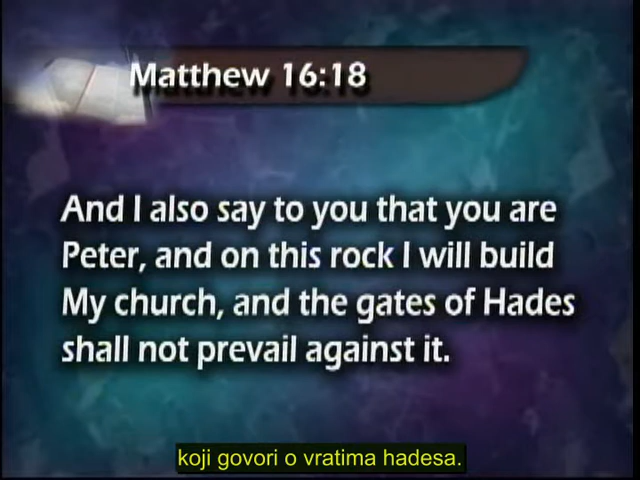 Matthew 16:18
And I also say to you that you are
Peter, and on this rock I will build
My church, and the gates of Hades
shall not prevail against it.
koji govori o vratima hadesa.